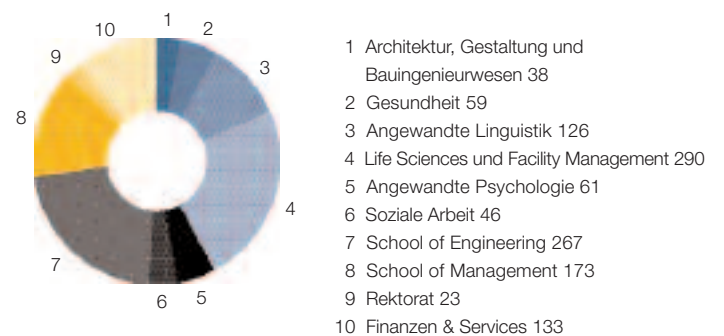 1
2
3
4
5
6
7
8
9
10
1 Architektur, Gestaltung und
Bauingenieurwesen 38
2 Gesundheit 59
3 Angewandte Linguistik 126
4 Life Sciences und Facility Management 290
5 Angewandte Psychologie 61
6 Soziale Arbeit 46
7 School of Engineering 267
8 School of Management 173
9 Rektorat 23
10 Finanzen & Services 133